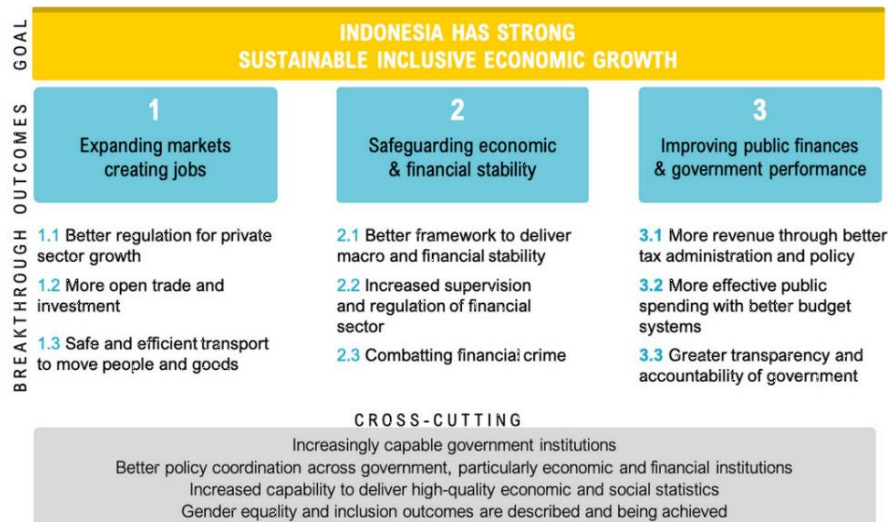 GOAL
INDONESIA HAS STRONG
SUSTAINABLE INCLUSIVE ECONOMIC GROWTH
BREAKTHROUGH OUTCOMES
1
Expanding markets
creating jobs
1.1 Better regulation for private
sector growth
1.2 More open trade and
investment
1.3 Safe and efficient transport
to move people and goods
2
Safeguarding economic
& financial stability
2.1 Better framework to deliver
macro and financial stability
2.2 Increased supervision
and regulation of financial
sector
2.3 Combatting financial crime
3
Improving public finances
& government performance
3.1 More revenue through better
tax administration and policy
3.2 More effective public
spending with better budget
systems
3.3 Greater transparency and
accountability of government
CROSS-CUTTING
Increasingly capable government institutions
Better policy coordination across government, particularly economic and financial institutions
Increased capability to deliver high-quality economic and social statistics
Gender equality and inclusion outcomes are described and being achieved